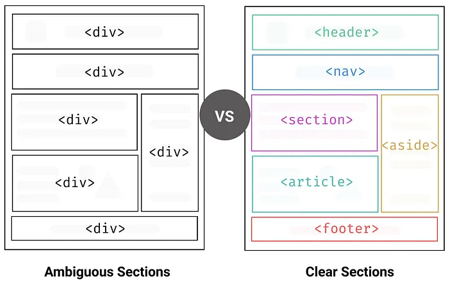 <div>
<div>
<div>
<div>
<div>
<div>
Ambiguous Sections
VS
<header>
<nav>
<section>
<aside>
<article>
<footer>
Clear Sections